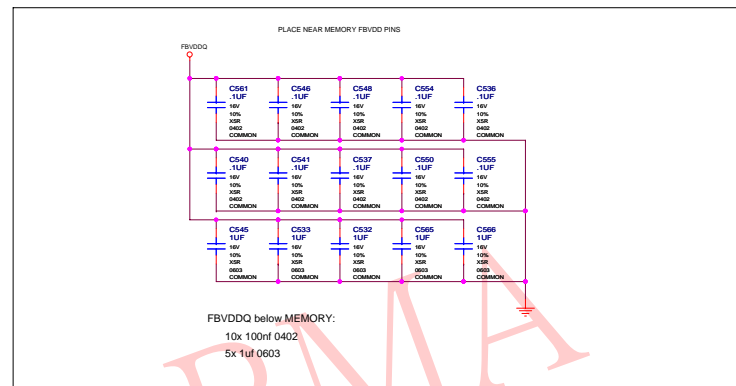 PLACE NEAR MEMORY FBVDD PINS
FBVDDQ
C561 C546 C548 C554 C536
.1UF .1UF .1UF .1UF .1UF
16V 16V 16V 16V 16V
10% 10% 10% 10% 10%
X5R X5R X5R X5R X5R
0402 0402 0402 0402 0402
COMMON COMMON COMMON COMMON COMMON
C540 C541 C537 C550 C555
.1UF .1UF .1UF .1UF .1UF
16V 16V 16V 16V 16V
10% 10% 10% 10% 10%
X5R X5R X5R X5R X5R
0402 0402 0402 0402 0402
COMMON COMMON COMMON COMMON COMMON
C545 C533 C532 C565 C566
1UF 1UF 1UF 1UF 1UF
16V 16V 16V 16V 16V
10% 10% 10% 10% 10%
X5R X5R X5R X5R X5R
0603 0603 0603 0603 0603
COMMON COMMON COMMON COMMON COMMON
FBVDDQ below MEMORY:
10x 100nf 0402
5x 1uf 0603